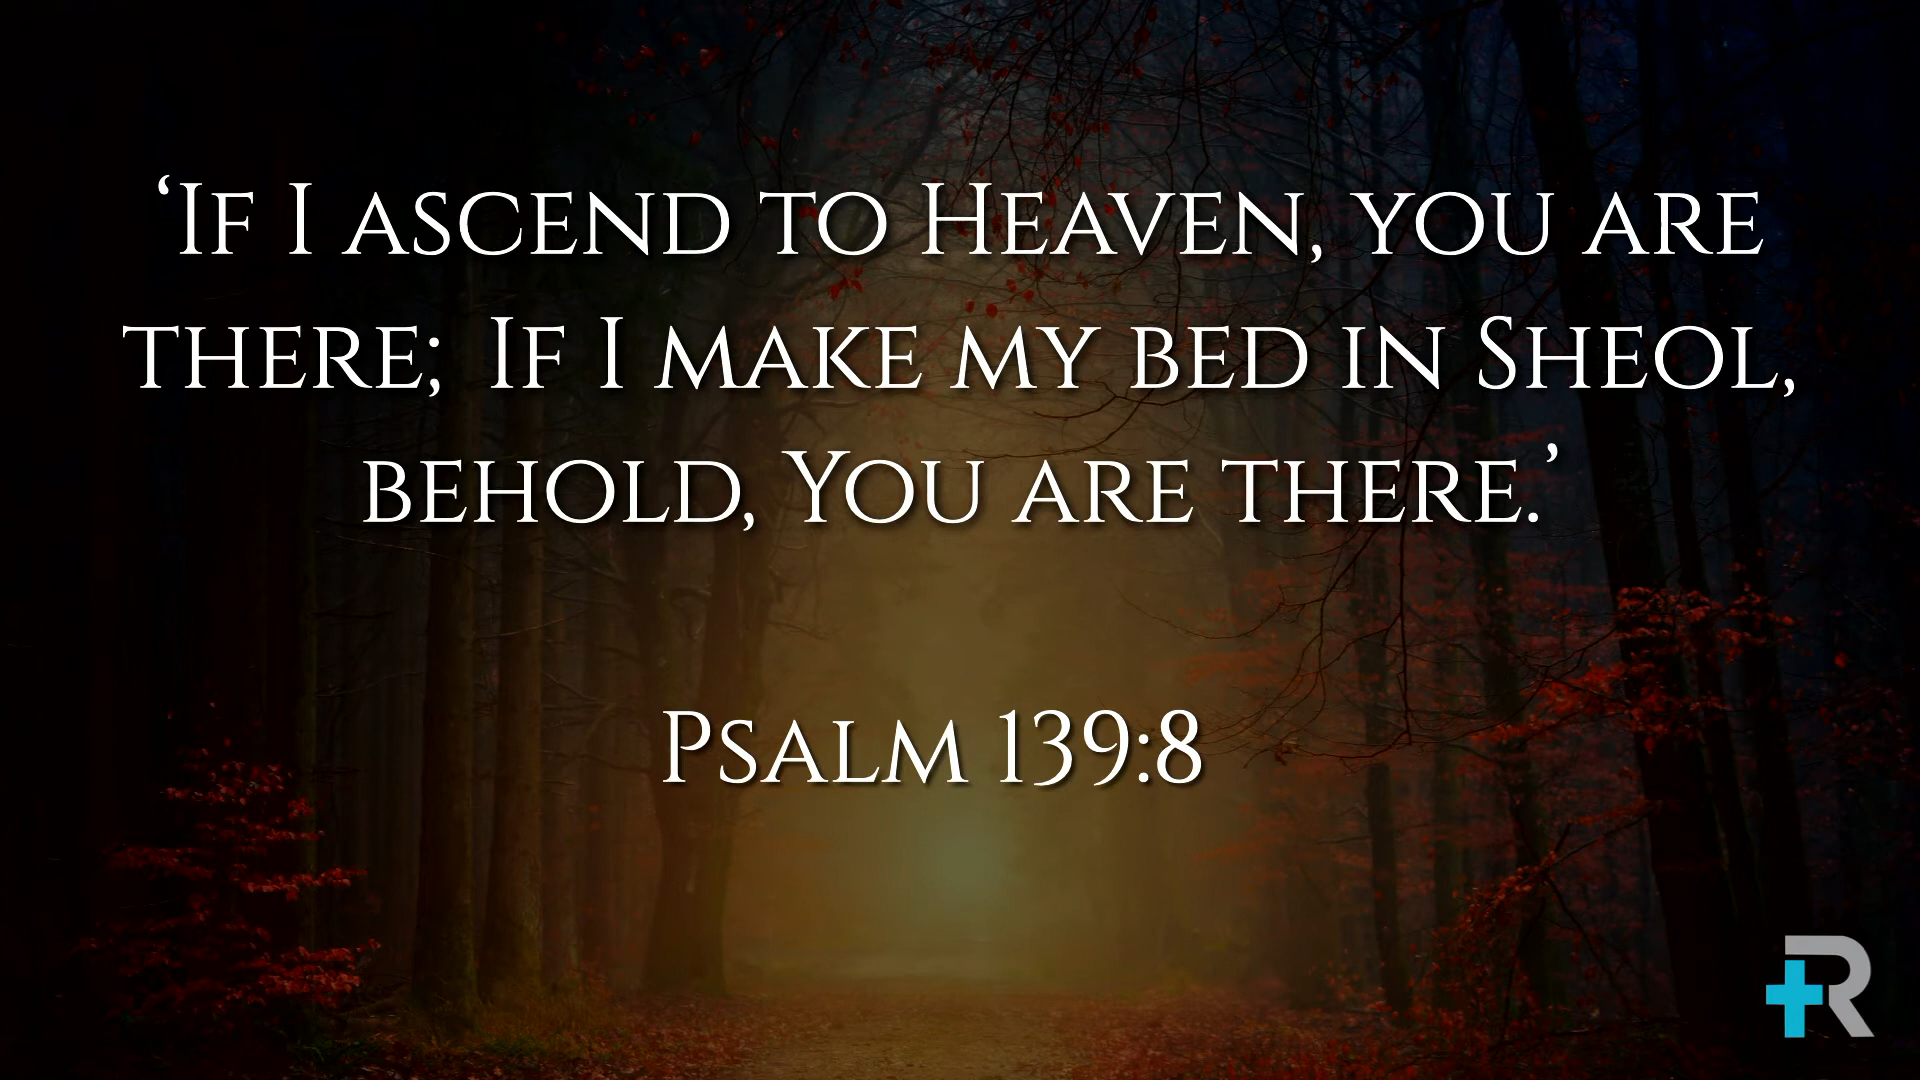 ‘If I ascend to Heaven, you are
there;  If I make my bed in Sheol,
behold, You are there.’
Psalm 139:8
R